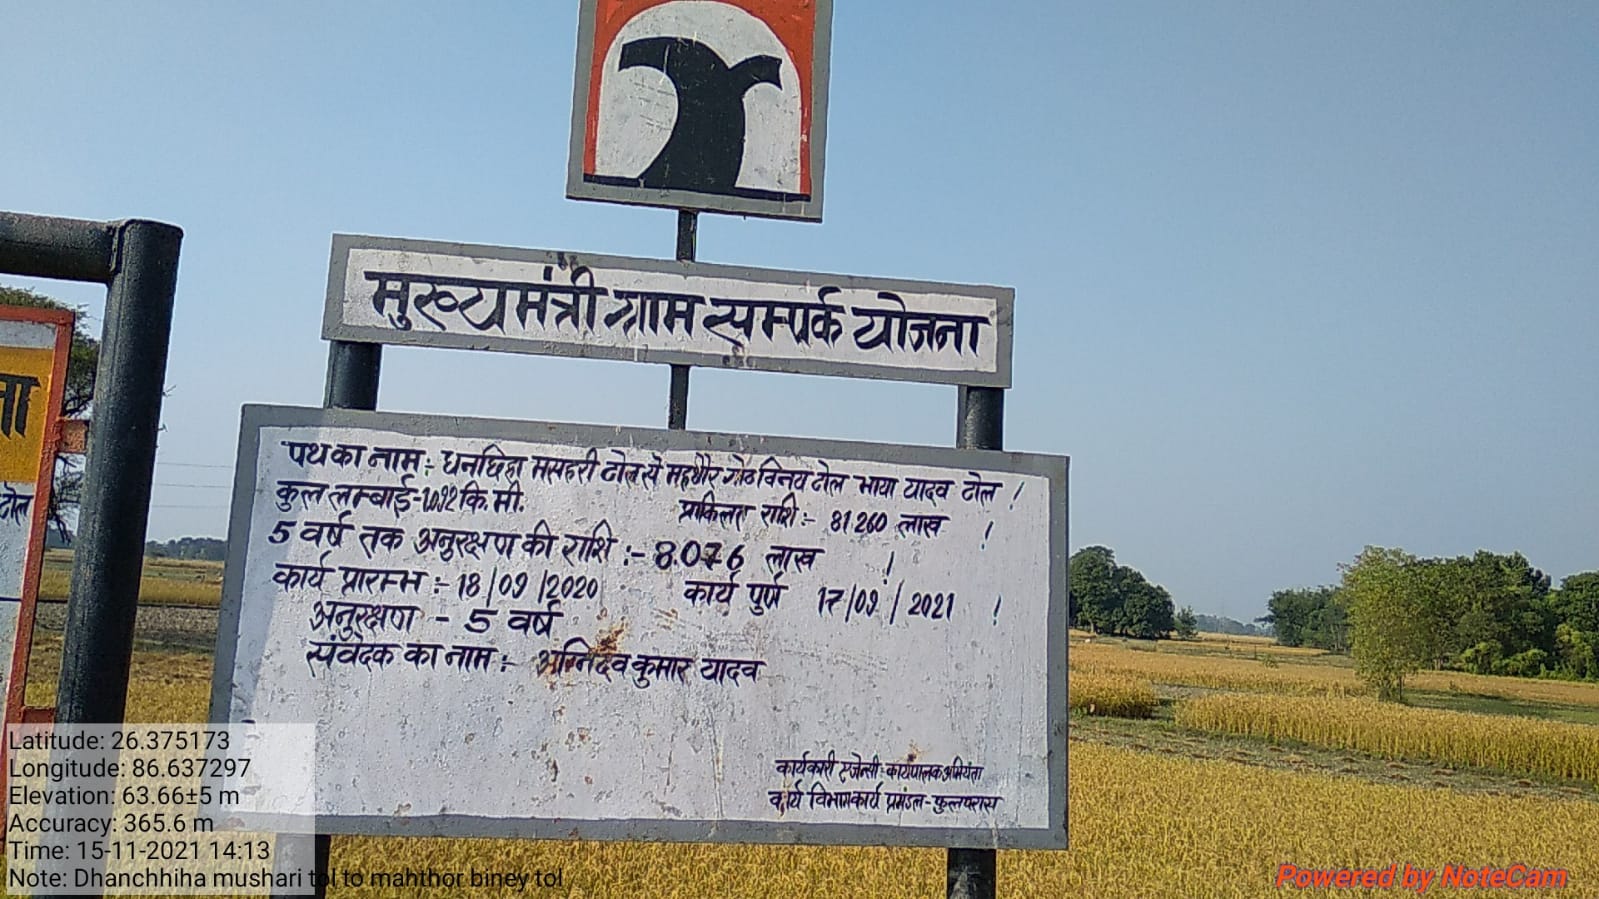 मुख्यमंत्री ग्राम सम्पर्क योजना
पथ का नाम :- धनछिहा मुसहरी टोल से महथौर गोठ विनय टोल भाया यादव टोल !
कुल लम्बाई-1.092 कि.मी.
प्राकलित राशि :- 81.260 लाख !
5 वर्ष तक अनुरक्षण की राशि :- 8.076 लाख !
कार्य प्रारम्भ :- 18/09/2020 कार्य पुर्ण 17/09/2021 !
अनुरक्षण - 5 वर्ष
संवेदक का नाम :- अग्निदेव कुमार यादव
कार्यकारी एजेन्सी :- कार्यपालक अभियंता
कार्य विभाग कार्य प्रमंडल - फुलपरास
ना
टोल
Latitude: 26.375173
Longitude: 86.637297
Elevation: 63.66±5 m
Accuracy: 365.6 m
Time: 15-11-2021 14:13
Note: Dhanchhiha mushari tol to mahthor biney tol
Powered by NoteCam